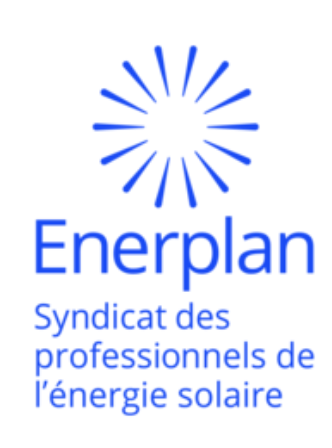 Enerplan
Syndicat des
professionnels de
l’énergie solaire